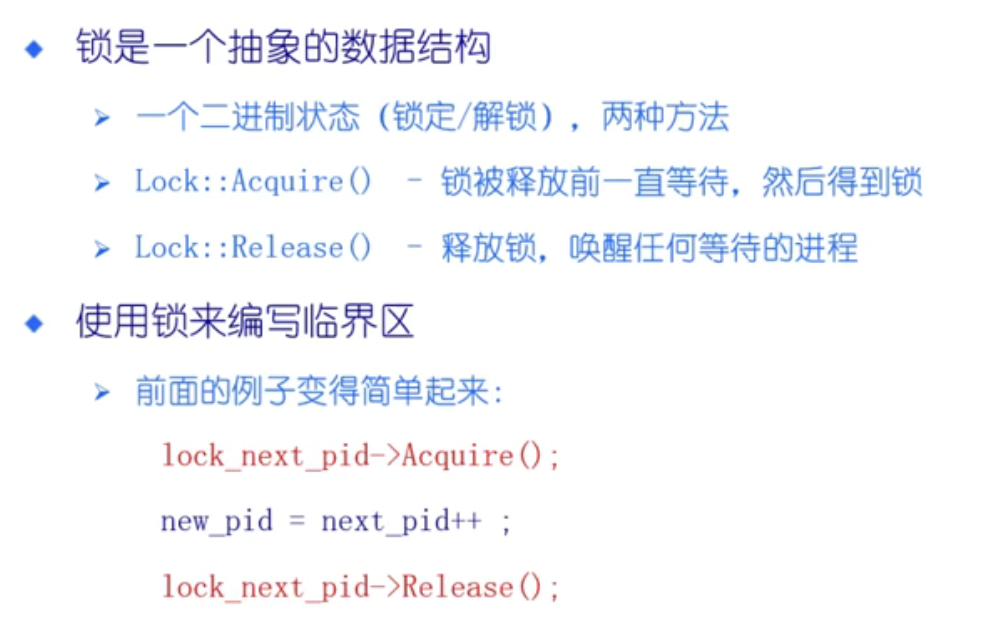 锁是一个抽象的数据结构
一个二进制状态（锁定/解锁），两种方法
Lock::Acquire() - 锁被释放前一直等待，然后得到锁
Lock::Release() - 释放锁，唤醒任何等待的进程
使用锁来编写临界区
前面的例子变得简单起来：
lock_next_pid->Acquire();
new_pid = next_pid++ ;
lock_next_pid->Release();